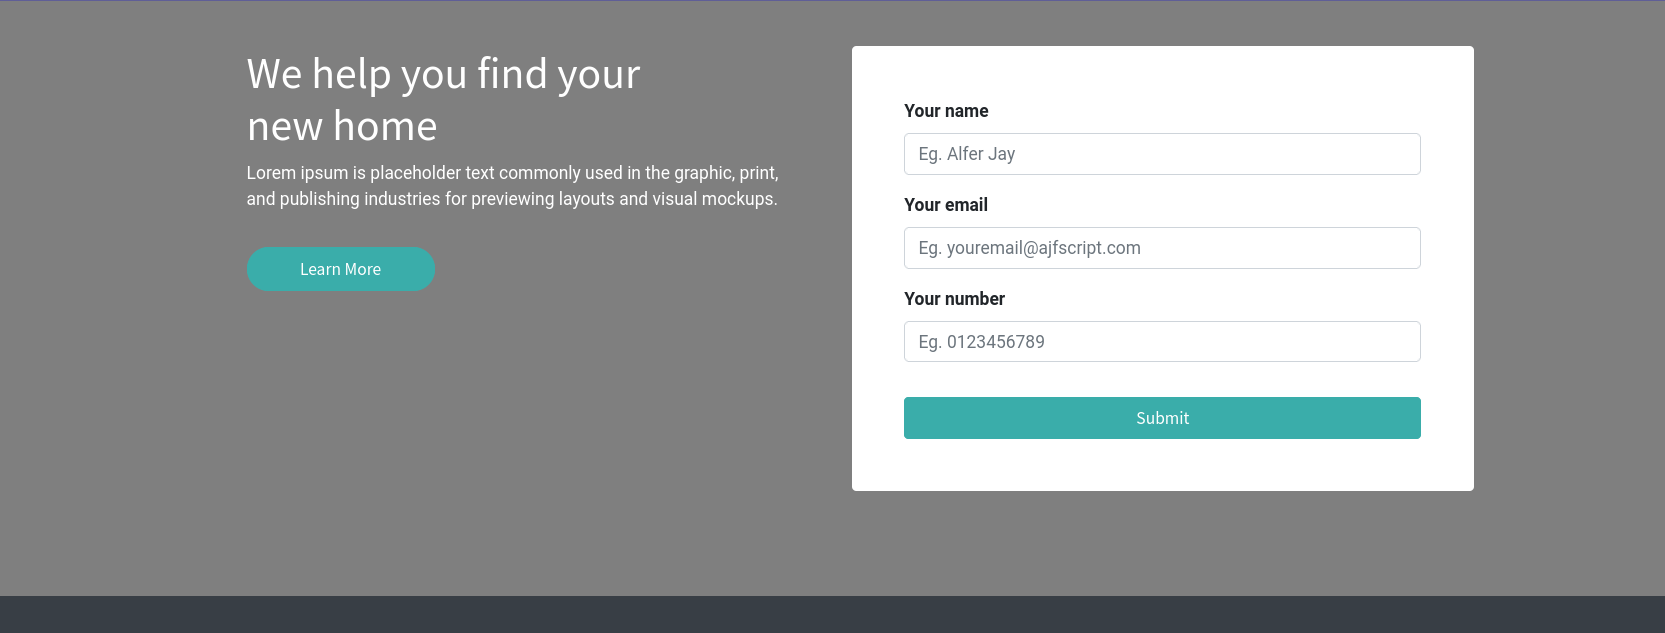 We help you find your
new home
Lorem ipsum is placeholder text commonly used in the graphic, print,
and publishing industries for previewing layouts and visual mockups.
Learn More
Your name
Eg. Alfer Jay
Your email
Eg. youremail@ajfscript.com
Your number
Eg. 0123456789
Submit